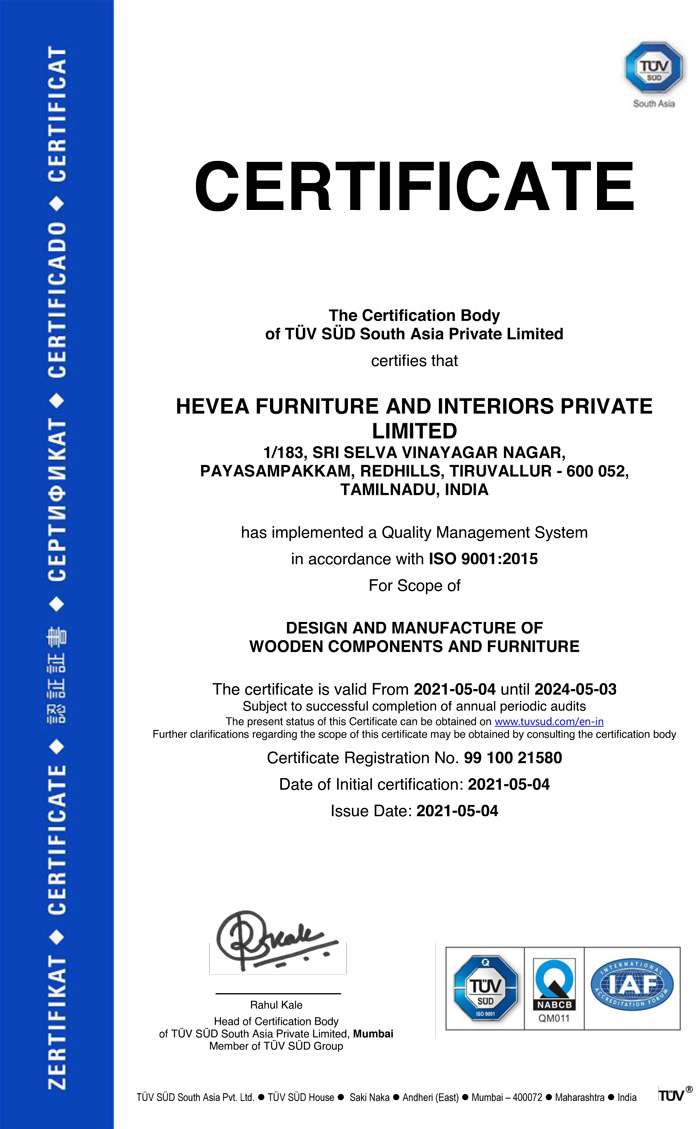 ZERTIFIKAT ◆ CERTIFICATE ◆ 認証証書 ◆ СЕРТИФИКАТ ◆ CERTIFICADO ◆ CERTIFICAT
TÜV
SÜD
South Asia
CERTIFICATE
The Certification Body
of TÜV SÜD South Asia Private Limited
certifies that
HEVEA FURNITURE AND INTERIORS PRIVATE
LIMITED
1/183, SRI SELVA VINAYAGAR NAGAR,
PAYASAMPAKKAM, REDHILLS, TIRUVALLUR - 600 052,
TAMILNADU, INDIA
has implemented a Quality Management System
in accordance with ISO 9001:2015
For Scope of
DESIGN AND MANUFACTURE OF
WOODEN COMPONENTS AND FURNITURE
The certificate is valid From 2021-05-04 until 2024-05-03
Subject to successful completion of annual periodic audits
The present status of this Certificate can be obtained on www.tuvsud.com/en-in
Further clarifications regarding the scope of this certificate may be obtained by consulting the certification body
Certificate Registration No. 99 100 21580
Date of Initial certification: 2021-05-04
Issue Date: 2021-05-04
Rkale
Rahul Kale
Head of Certification Body
of TÜV SÜD South Asia Private Limited, Mumbai
Member of TÜV SÜD Group
Q
TÜV
SÜD
ISO 9001
NABCB
QM011
INTERNATIONAL
IAF
ACCREDITATION FORUM
TÜV SÜD South Asia Pvt. Ltd. ● TÜV SÜD House ● Saki Naka ● Andheri (East) ● Mumbai – 400072 ● Maharashtra ● India
TÜV®